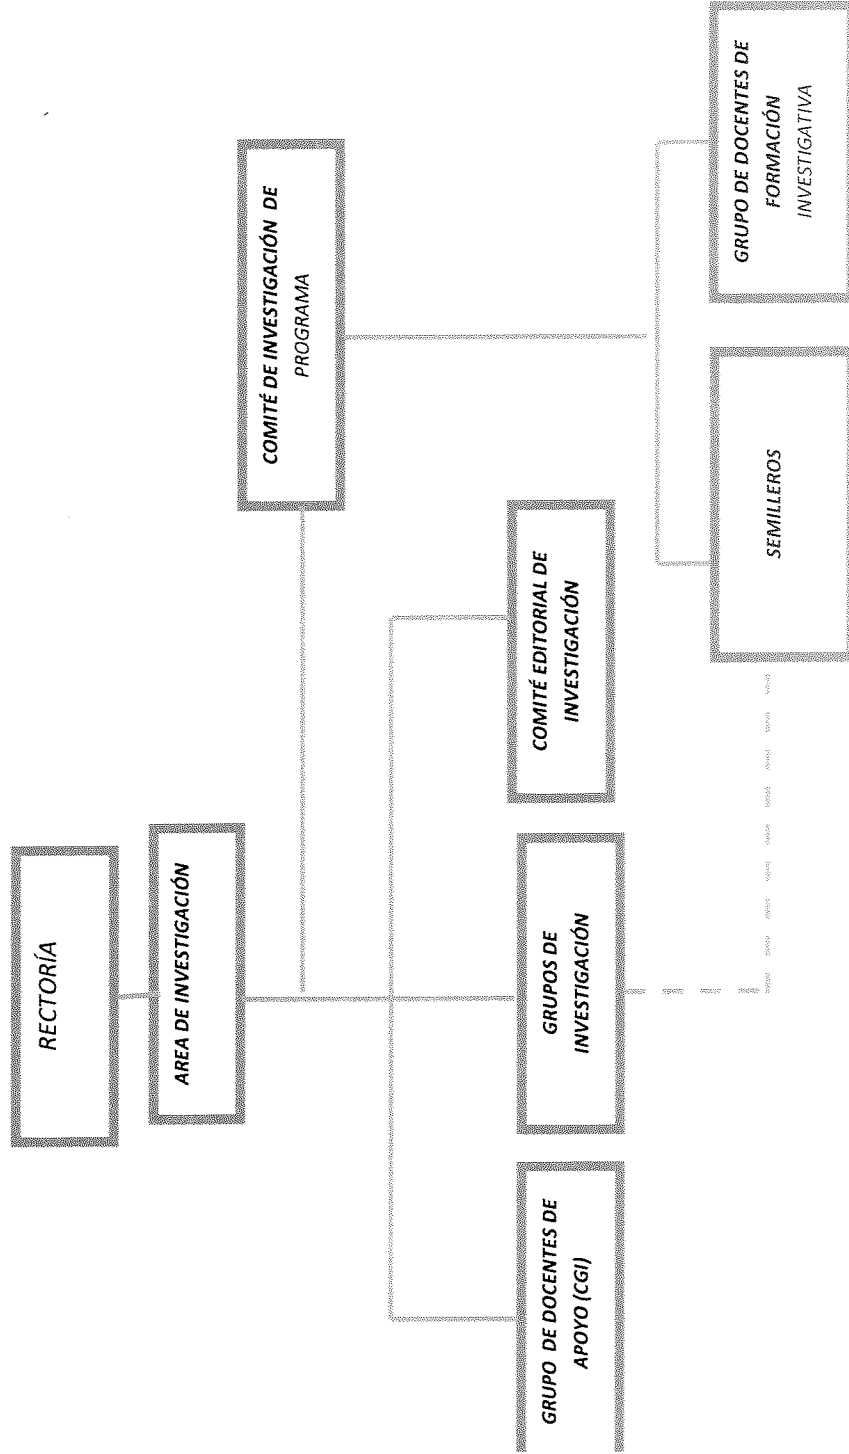 RECTORÍA
AREA DE INVESTIGACIÓN
COMITÉ DE INVESTIGACIÓN DE
PROGRAMA
GRUPO DE DOCENTES DE
APOYO (CGI)
GRUPOS DE
INVESTIGACIÓN
COMITÉ EDITORIAL DE
INVESTIGACIÓN
SEMILLEROS
GRUPO DE DOCENTES DE
FORMACIÓN
INVESTIGATIVA